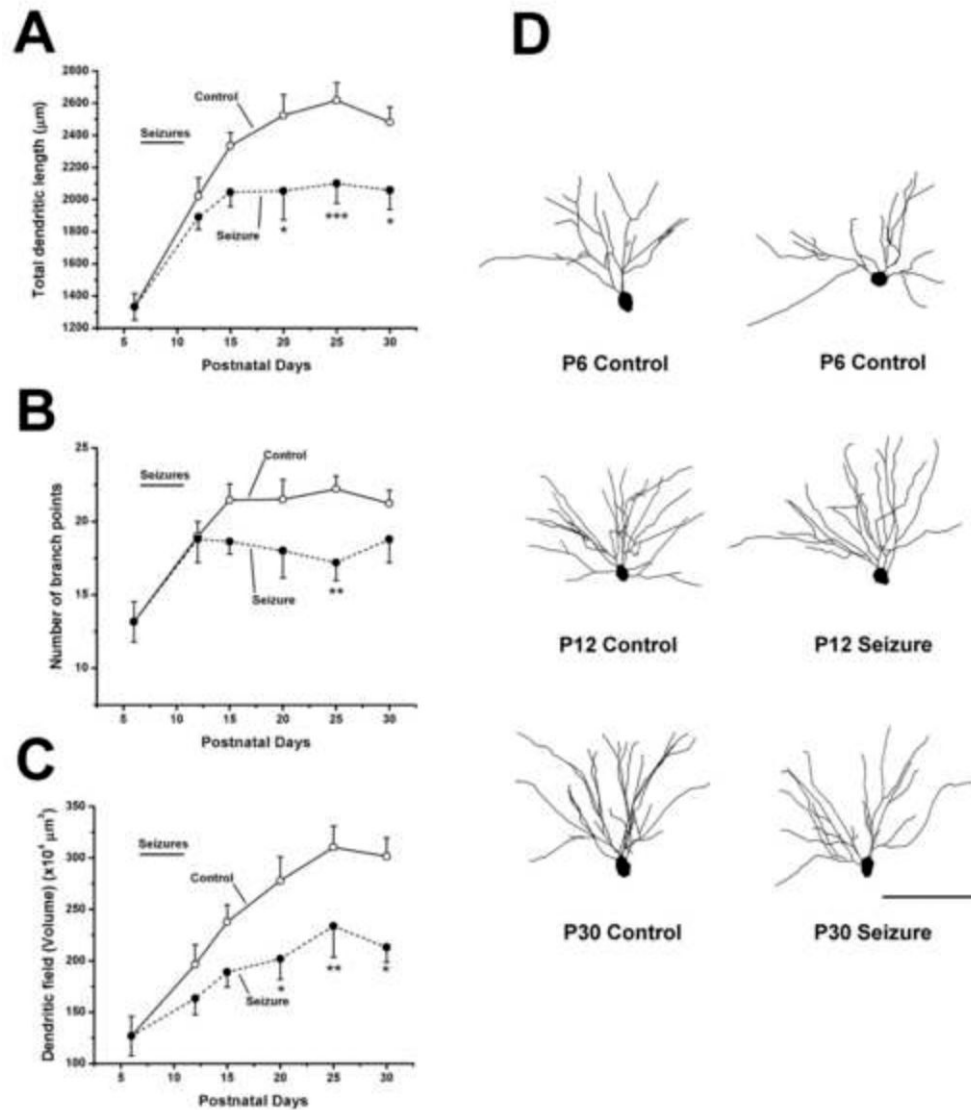 A
Total dendritic length (μm)
2800
2600
2400
2200
2000
1800
1600
1400
1200
Seizures
Control
Seizure
*
***
*
5 10 15 20 25 30
Postnatal Days
B
Number of branch points
25
20
15
10
Seizures
Control
Seizure
**
5 10 15 20 25 30
Postnatal Days
C
Dendritic field (Volume) (x10⁴ μm³)
350
300
250
200
150
100
Seizures
Control
Seizure
*
**
*
5 10 15 20 25 30
Postnatal Days
D
P6 Control P6 Control
P12 Control P12 Seizure
P30 Control P30 Seizure